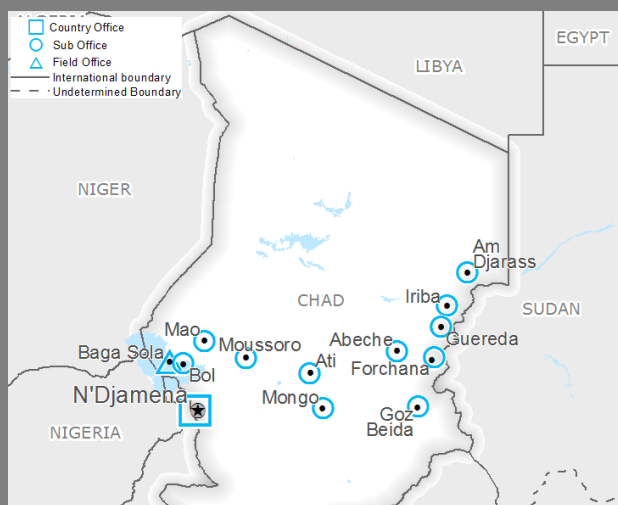 Country Office
Sub Office
Field Office
International boundary
Undetermined Boundary
EGYPT
LIBYA
NIGER
Am
Djarass
Iriba
CHAD
SUDAN
Mao
Moussoro
Abeche
Guereda
Baga Sola
Bol
Ati
Forchana
N'Djamena
Mongo
Goz
Beida
NIGERIA